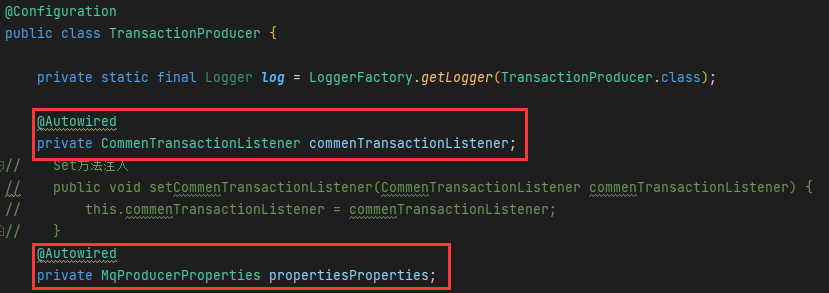 @Configuration
public class TransactionProducer {
private static final Logger log = LoggerFactory.getLogger(TransactionProducer.class);
@Autowired
private CommenTransactionListener commenTransactionListener;
// Set方法注入
// public void setCommenTransactionListener(CommenTransactionListener commenTransactionListener) {
// this.commenTransactionListener = commenTransactionListener;
// }
@Autowired
private MqProducerProperties propertiesProperties;